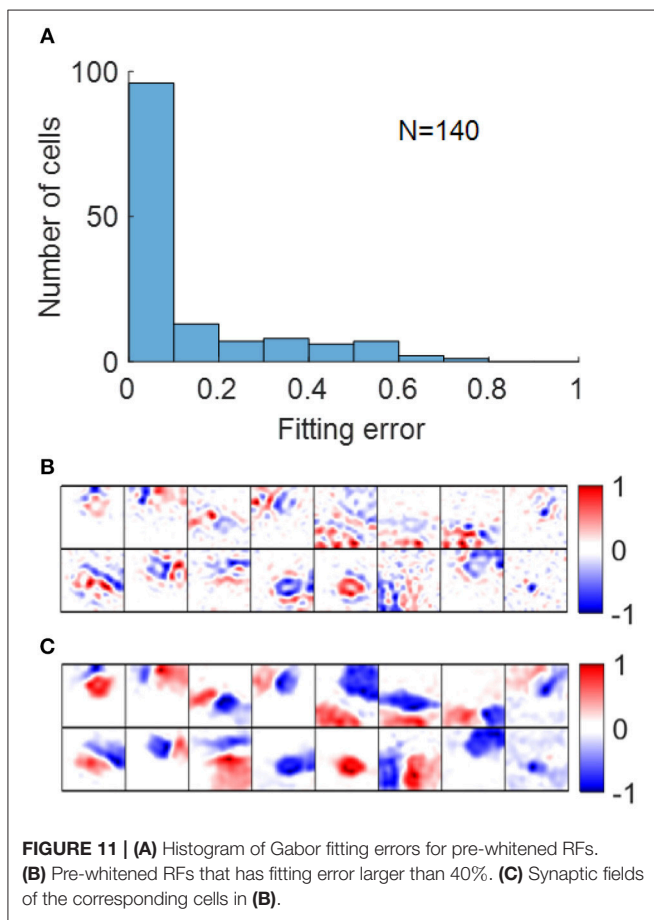 A
100
50
0
Number of cells
N=140
0 0.2 0.4 0.6 0.8 1
Fitting error
B
1
0
-1
C
1
0
-1
FIGURE 11 | (A) Histogram of Gabor fitting errors for pre-whitened RFs.
(B) Pre-whitened RFs that has fitting error larger than 40%. (C) Synaptic fields
of the corresponding cells in (B).